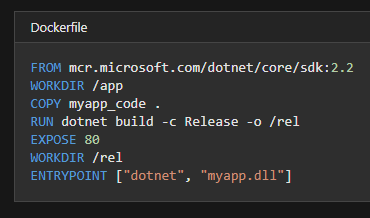 Dockerfile
FROM mcr.microsoft.com/dotnet/core/sdk:2.2
WORKDIR /app
COPY myapp_code .
RUN dotnet build -c Release -o /rel
EXPOSE 80
WORKDIR /rel
ENTRYPOINT ["dotnet", "myapp.dll"]